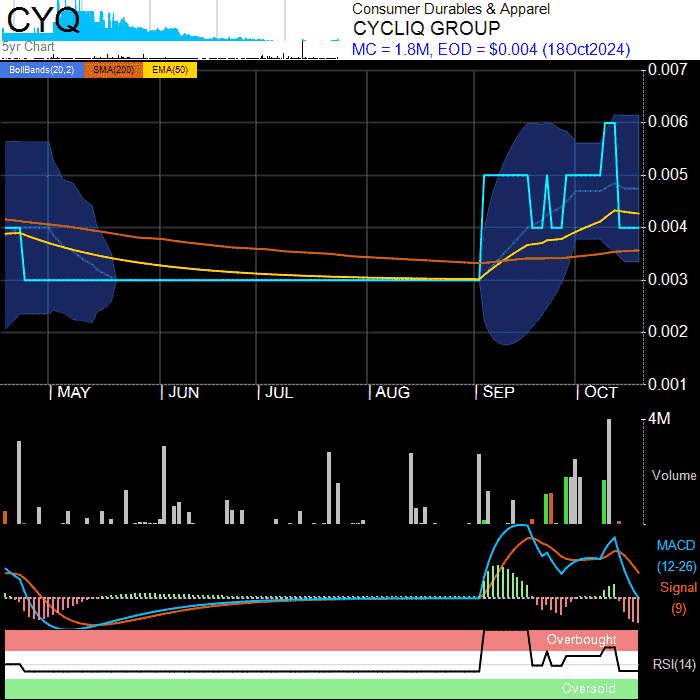 CYQ
5yr Chart
Consumer Durables & Apparel
CYCLIQ GROUP
MC = 1.8M, EOD = $0.004 (18Oct2024)
BollBands(20,2) SMA(200) EMA(50)
0.007
0.006
0.005
0.004
0.003
0.002
0.001
MAY JUN JUL AUG SEP OCT
4M
Volume
MACD
(12-26)
Signal
(9)
Overbought
RSI(14)
Oversold